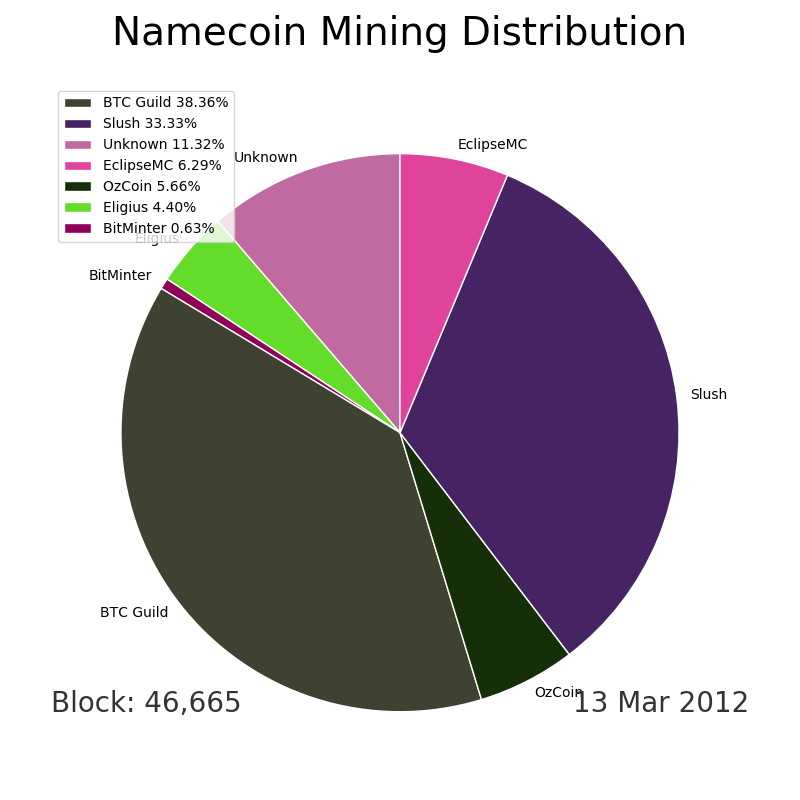 Namecoin Mining Distribution
BTC Guild 38.36%
Slush 33.33%
Unknown 11.32%
EclipseMC 6.29%
OzCoin 5.66%
Eligius 4.40%
BitMinter 0.63%
EclipseMC
Unknown
Eligius
BitMinter
Slush
BTC Guild
OzCoin
Block: 46,665
13 Mar 2012